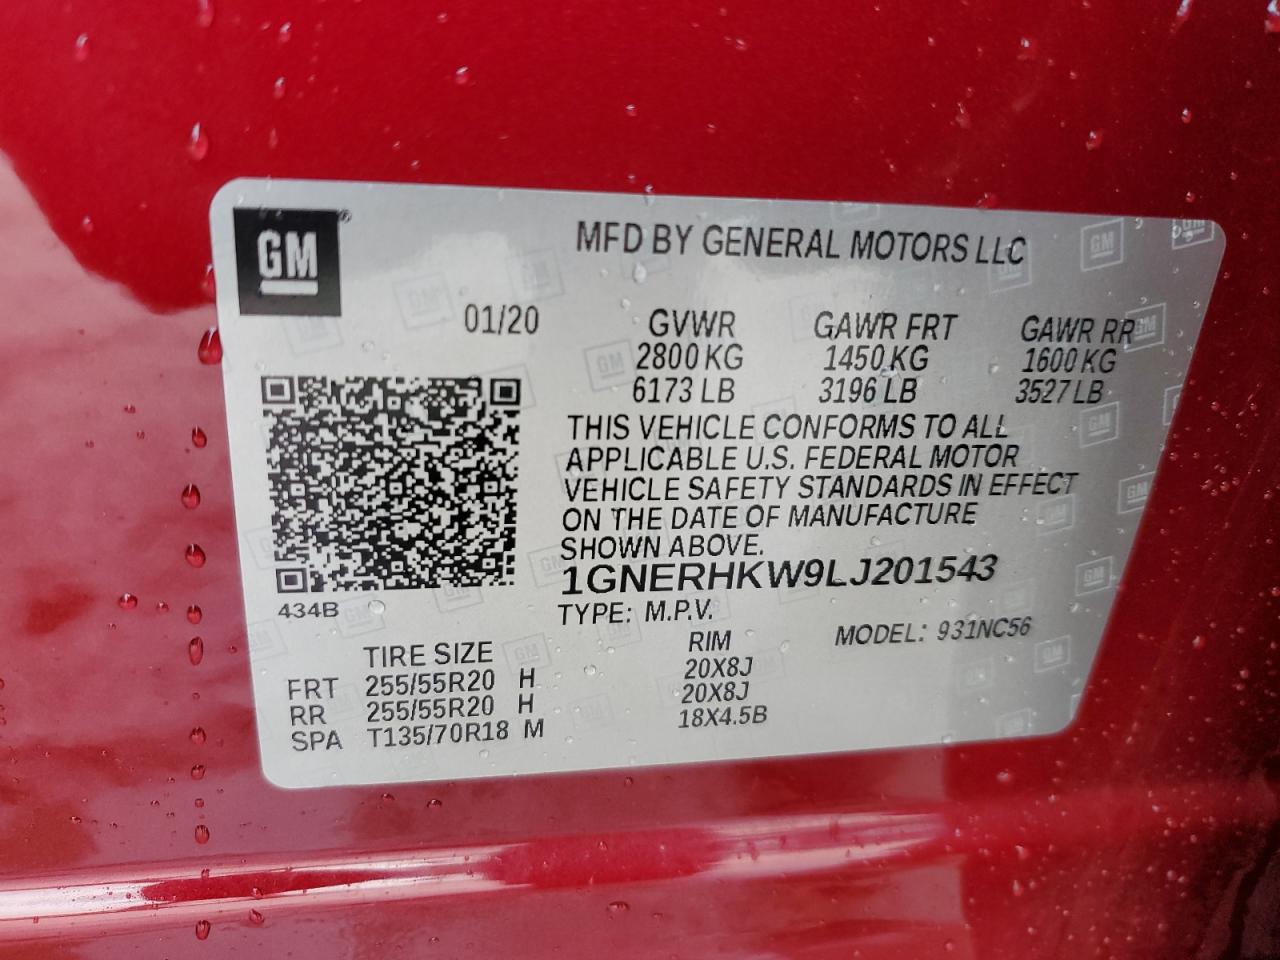 GM
MFD BY GENERAL MOTORS LLC
01/20
GVWR GAWR FRT GAWR RR
2800 KG 1450 KG 1600 KG
6173 LB 3196 LB 3527 LB
THIS VEHICLE CONFORMS TO ALL
APPLICABLE U.S. FEDERAL MOTOR
VEHICLE SAFETY STANDARDS IN EFFECT
ON THE DATE OF MANUFACTURE
SHOWN ABOVE.
1GNERHKW9LJ201543
434B
TYPE: M.P.V.
MODEL: 931NC56
TIRE SIZE RIM
FRT 255/55R20 H 20X8J
RR 255/55R20 H 20X8J
SPA T135/70R18 M 18X4.5B